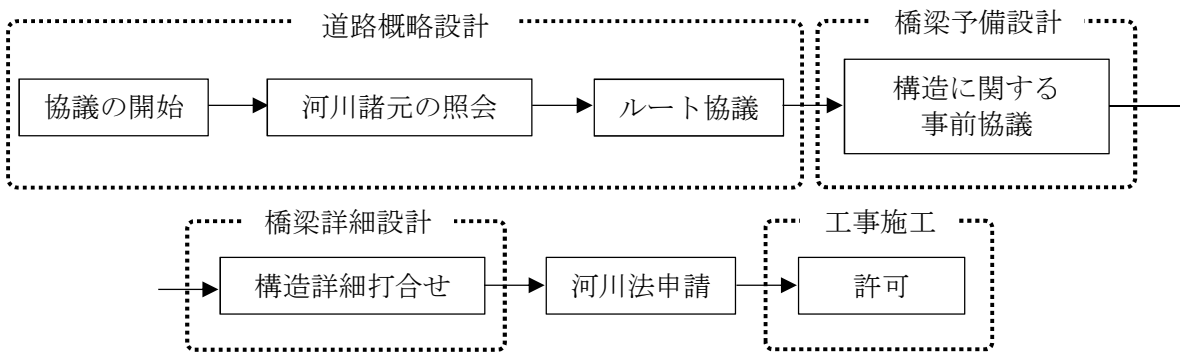 道路概略設計
橋梁予備設計
協議の開始
河川諸元の照会
ルート協議
構造に関する
事前協議
橋梁詳細設計
工事施工
構造詳細打合せ
河川法申請
許可